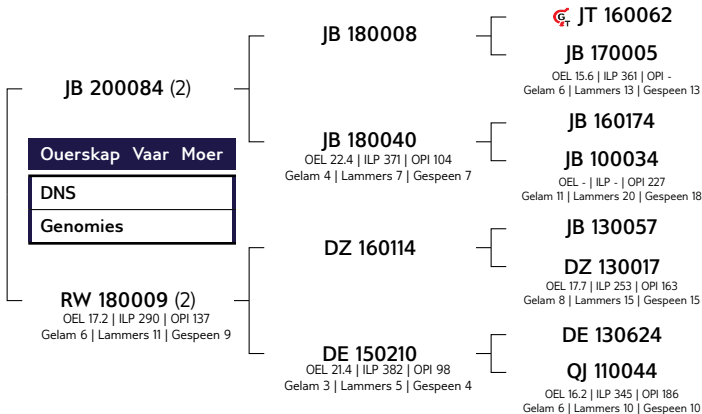 JB 200084 (2)
Ouerskap Vaar Moer
DNS
Genomies
RW 180009 (2)
OEL 17.2 | ILP 290 | OPI 137
Gelam 6 | Lammers 11 | Gespeen 9
JB 180008
JB 180040
OEL 22.4 | ILP 371 | OPI 104
Gelam 4 | Lammers 7 | Gespeen 7
DZ 160114
DE 150210
OEL 21.4 | ILP 382 | OPI 98
Gelam 3 | Lammers 5 | Gespeen 4
GT JT 160062
JB 170005
OEL 15.6 | ILP 361 | OPI -
Gelam 6 | Lammers 13 | Gespeen 13
JB 160174
JB 100034
OEL - | ILP - | OPI 227
Gelam 11 | Lammers 20 | Gespeen 18
JB 130057
DZ 130017
OEL 17.7 | ILP 253 | OPI 163
Gelam 8 | Lammers 15 | Gespeen 15
DE 130624
QJ 110044
OEL 16.2 | ILP 345 | OPI 186
Gelam 6 | Lammers 10 | Gespeen 10